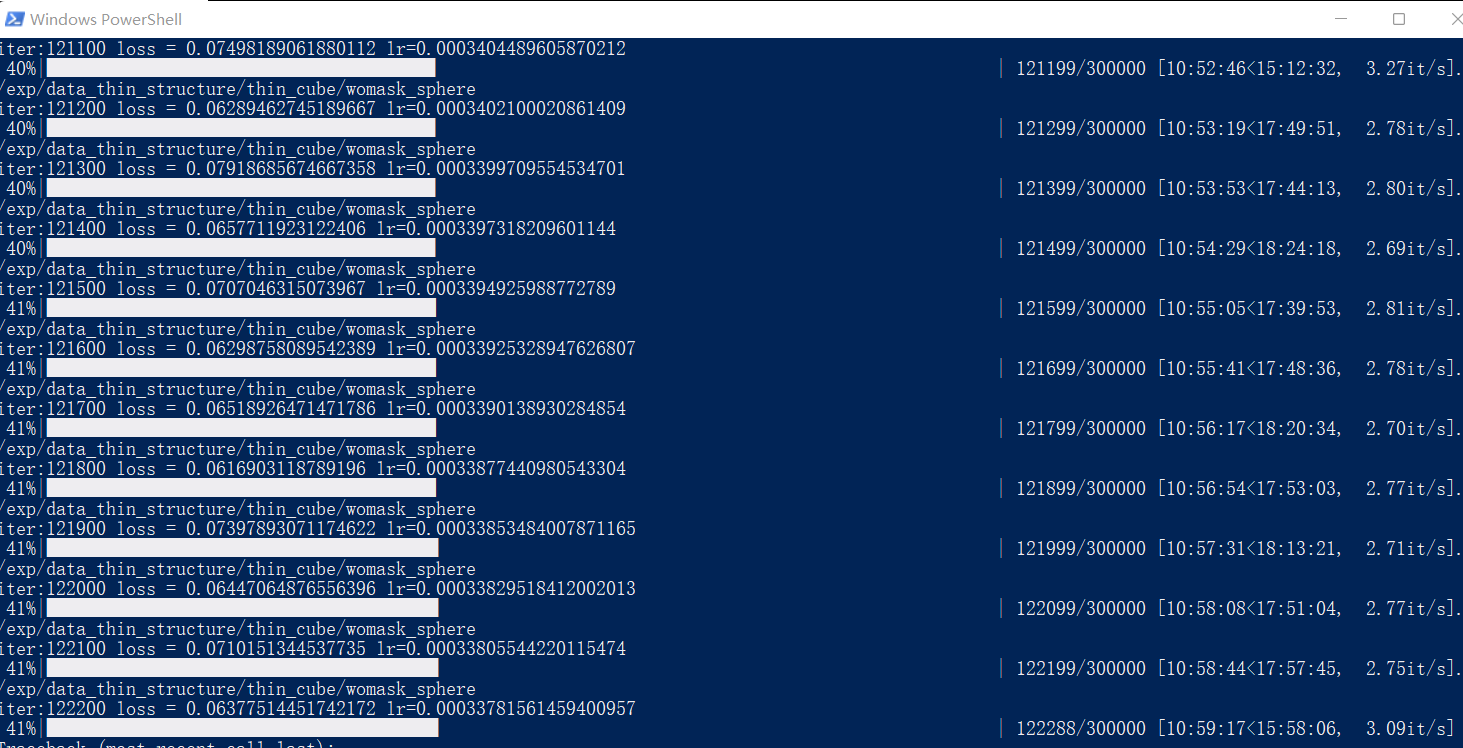 Windows PowerShell
iter:121100 loss = 0.07498189061880112 lr=0.0003404489605870212
40%| | 121199/300000 [10:52:46<15:12:32, 3.27it/s].
/exp/data_thin_structure/thin_cube/womask_sphere
iter:121200 loss = 0.06289462745189667 lr=0.0003402100020861409
40%| | 121299/300000 [10:53:19<17:49:51, 2.78it/s].
/exp/data_thin_structure/thin_cube/womask_sphere
iter:121300 loss = 0.07918685674667358 lr=0.0003399709554534701
40%| | 121399/300000 [10:53:53<17:44:13, 2.80it/s].
/exp/data_thin_structure/thin_cube/womask_sphere
iter:121400 loss = 0.0657711923122406 lr=0.0003397318209601144
40%| | 121499/300000 [10:54:29<18:24:18, 2.69it/s].
/exp/data_thin_structure/thin_cube/womask_sphere
iter:121500 loss = 0.0707046315073967 lr=0.0003394925988772789
41%| | 121599/300000 [10:55:05<17:39:53, 2.81it/s].
/exp/data_thin_structure/thin_cube/womask_sphere
iter:121600 loss = 0.06298758089542389 lr=0.00033925328947626807
41%| | 121699/300000 [10:55:41<17:48:36, 2.78it/s].
/exp/data_thin_structure/thin_cube/womask_sphere
iter:121700 loss = 0.06518926471471786 lr=0.0003390138930284854
41%| | 121799/300000 [10:56:17<18:20:34, 2.70it/s].
/exp/data_thin_structure/thin_cube/womask_sphere
iter:121800 loss = 0.0616903118789196 lr=0.00033877440980543304
41%| | 121899/300000 [10:56:54<17:53:03, 2.77it/s].
/exp/data_thin_structure/thin_cube/womask_sphere
iter:121900 loss = 0.07397893071174622 lr=0.00033853484007871165
41%| | 121999/300000 [10:57:31<18:13:21, 2.71it/s].
/exp/data_thin_structure/thin_cube/womask_sphere
iter:122000 loss = 0.06447064876556396 lr=0.00033829518412002013
41%| | 122099/300000 [10:58:08<17:51:04, 2.77it/s].
/exp/data_thin_structure/thin_cube/womask_sphere
iter:122100 loss = 0.0710151344537735 lr=0.00033805544220115474
41%| | 122199/300000 [10:58:44<17:57:45, 2.75it/s].
/exp/data_thin_structure/thin_cube/womask_sphere
iter:122200 loss = 0.06377514451742172 lr=0.00033781561459400957
41%| | 122288/300000 [10:59:17<15:58:06, 3.09it/s]
Traceback (most recent call last):